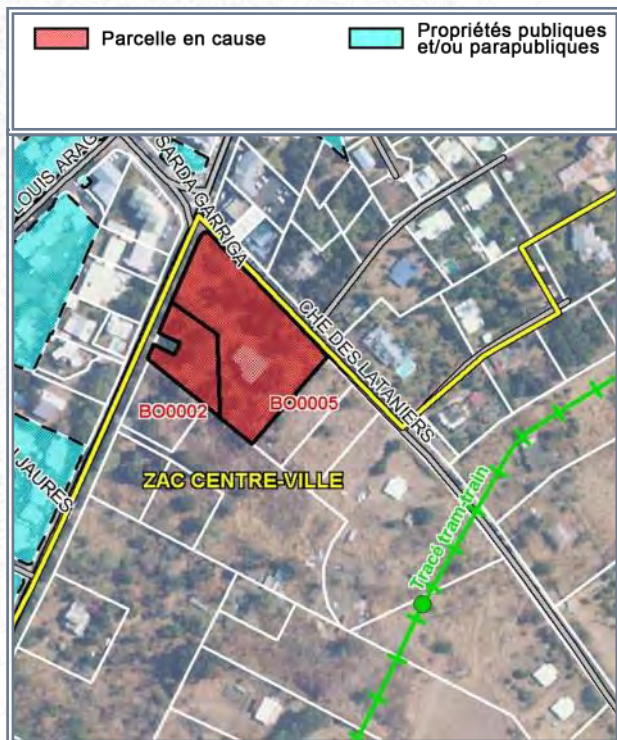 Parcelle en cause
Propriétés publiques
et/ou parapubliques
LOUIS ARAG
SARDA GARRIGA
CHE DES LATANIERS
BO0002
BO0005
ZAC CENTRE-VILLE
JAURES
Tracé tram-train